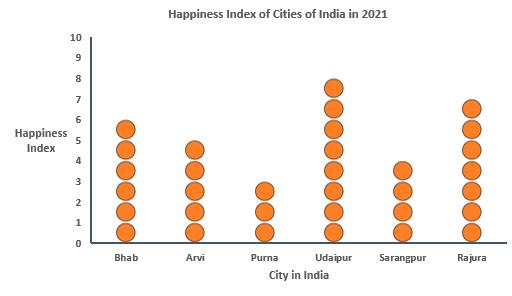 Happiness Index of Cities of India in 2021
10
9
8
7
6
5
4
3
2
1
0
Happiness
Index
Bhab Arvi Purna Udaipur Sarangpur Rajura
City in India